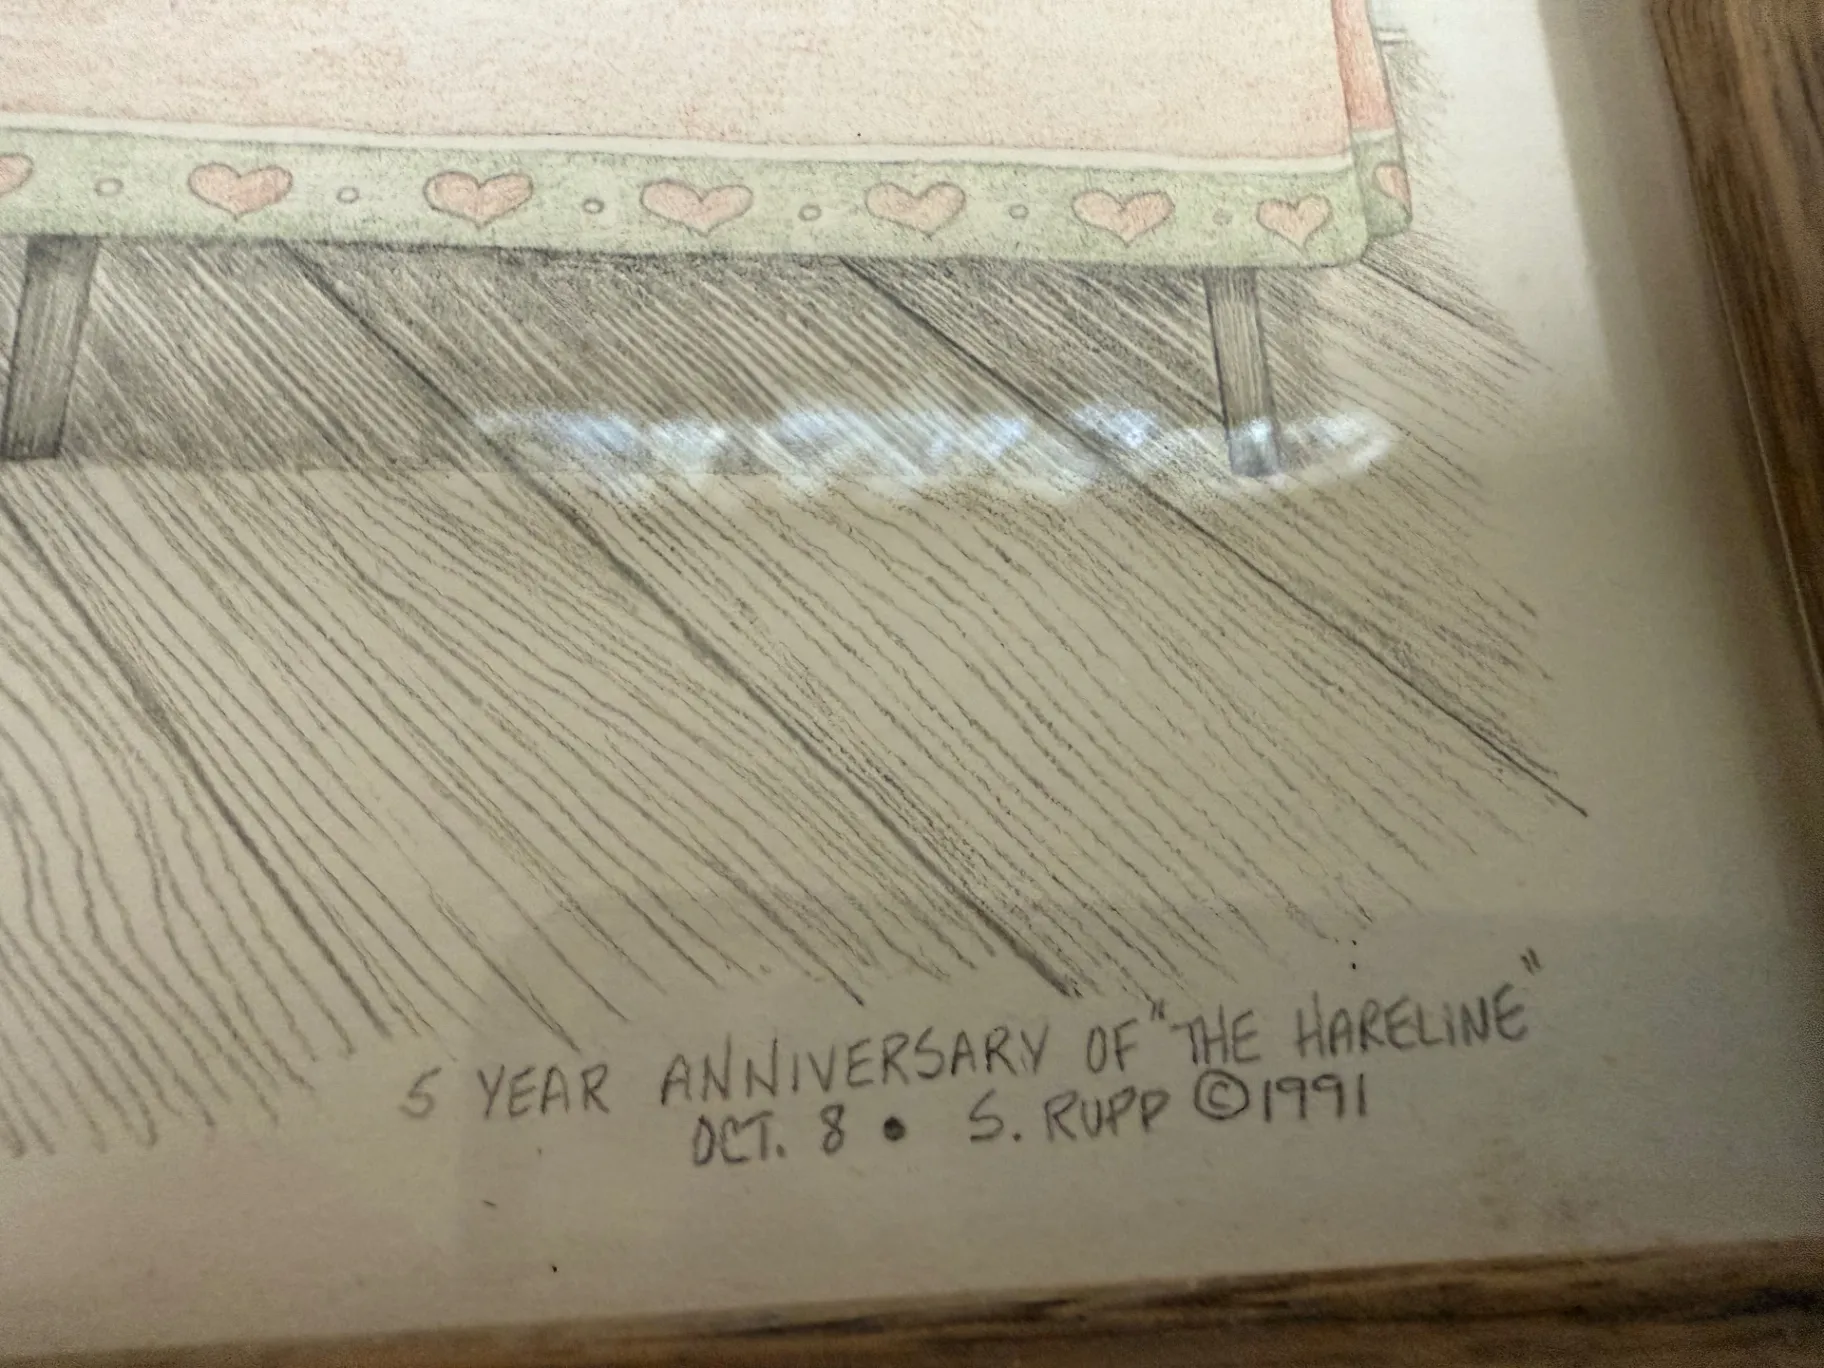 5 YEAR ANNIVERSARY OF "THE HARELINE"
OCT. 8 • S. RUPP ©1991